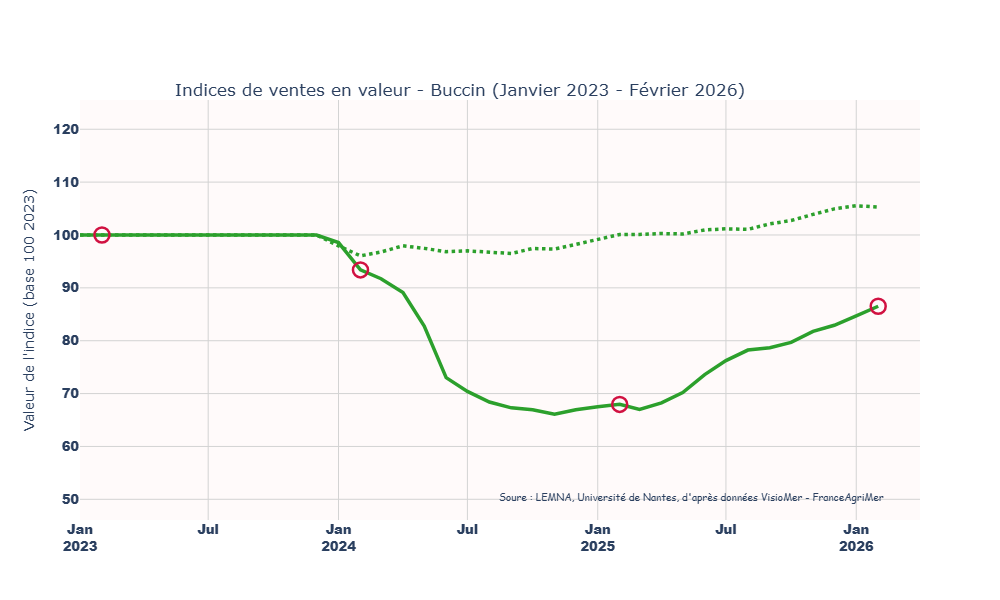 Indices de ventes en valeur - Buccin (Janvier 2023 - Février 2026)
Valeur de l'indice (base 100 2023)
120
110
100
90
80
70
60
50
Soure : LEMNA, Université de Nantes, d'après données VisioMer - FranceAgriMer
Jan
2023
Jul
Jan
2024
Jul
Jan
2025
Jul
Jan
2026